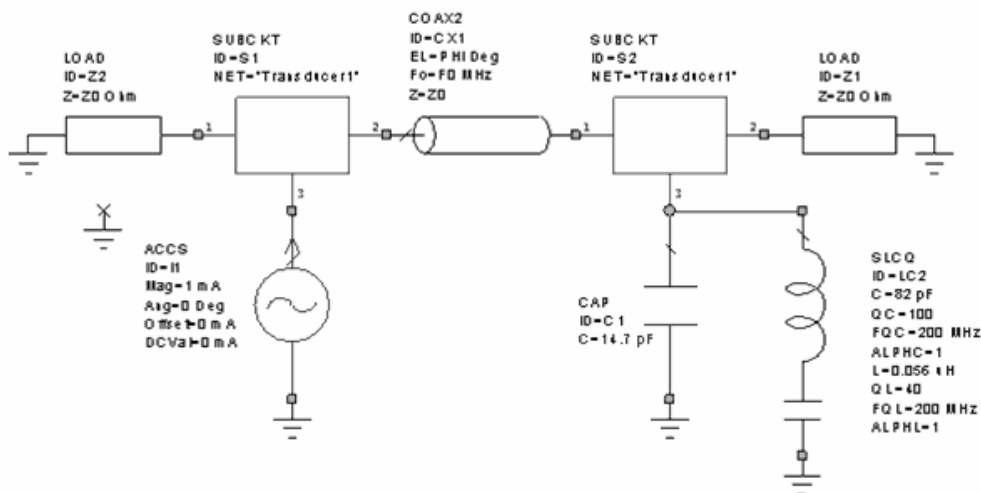 COAX2
ID=CX1
EL=PHI Deg
Fo=F0 MHz
Z=Z0
SUBCKT
ID=S1
NET="Transducer1"
SUBCKT
ID=S2
NET="Transducer1"
LOAD
ID=Z2
Z=Z0 Ohm
LOAD
ID=Z1
Z=Z0 Ohm
1
2
1
2
3
3
ACCS
ID=I1
Mag=1 mA
Ang=0 Deg
Offset=0 mA
DCVal=0 mA
CAP
ID=C1
C=14.7 pF
SLCQ
ID=LC2
C=82 pF
QC=100
FQC=200 MHz
ALPHC=1
L=0.056 uH
QL=40
FQL=200 MHz
ALPHL=1